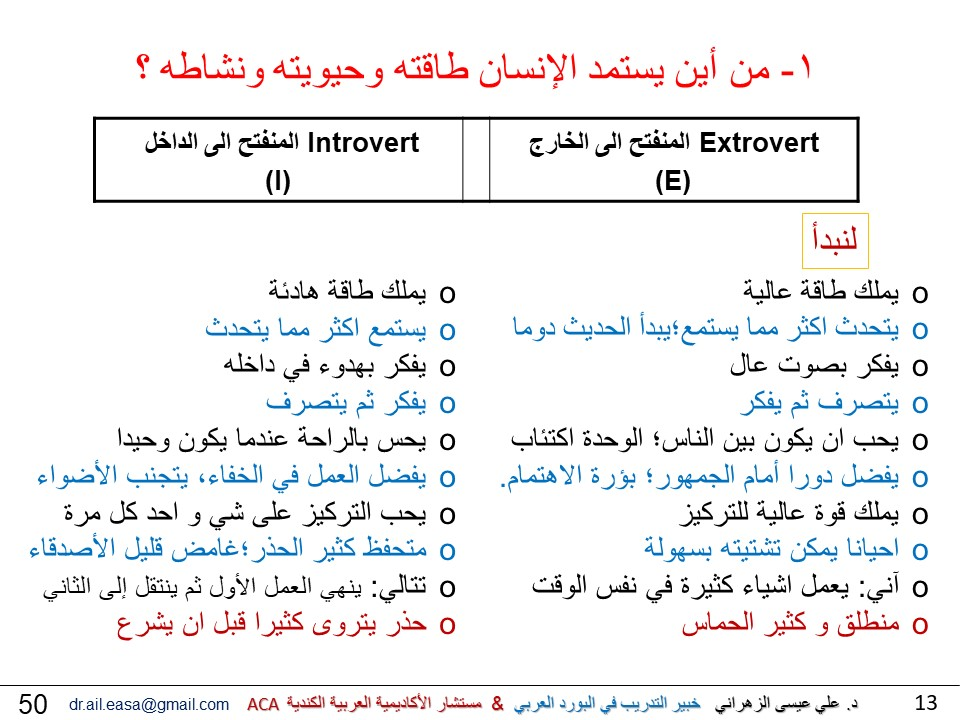 ١- من أين يستمد الإنسان طاقته وحيويته ونشاطه ؟
Extrovert المنفتح الى الخارج
(E)
Introvert المنفتح الى الداخل
(I)
لنبدأ
o يملك طاقة عالية
o يتحدث اكثر مما يستمع؛يبدأ الحديث دوما
o يفكر بصوت عال
o يتصرف ثم يفكر
o يحب ان يكون بين الناس؛ الوحدة اكتئاب
o يفضل دورا أمام الجمهور؛ بؤرة الاهتمام.
o يملك قوة عالية للتركيز
o احيانا يمكن تشتيته بسهولة
o آني: يعمل اشياء كثيرة في نفس الوقت
o منطلق و كثير الحماس
o يملك طاقة هادئة
o يستمع اكثر مما يتحدث
o يفكر بهدوء في داخله
o يفكر ثم يتصرف
o يحس بالراحة عندما يكون وحيدا
o يفضل العمل في الخفاء، يتجنب الأضواء
o يحب التركيز على شي و احد كل مرة
o متحفظ كثير الحذر؛غامض قليل الأصدقاء
o تتالي: ينهي العمل الأول ثم ينتقل إلى الثاني
o حذر يتروى كثيرا قبل ان يشرع
13
د. علي عيسى الزهراني خبير التدريب في البورد العربي & مستشار الأكاديمية العربية الكندية ACA
dr.ail.easa@gmail.com
50